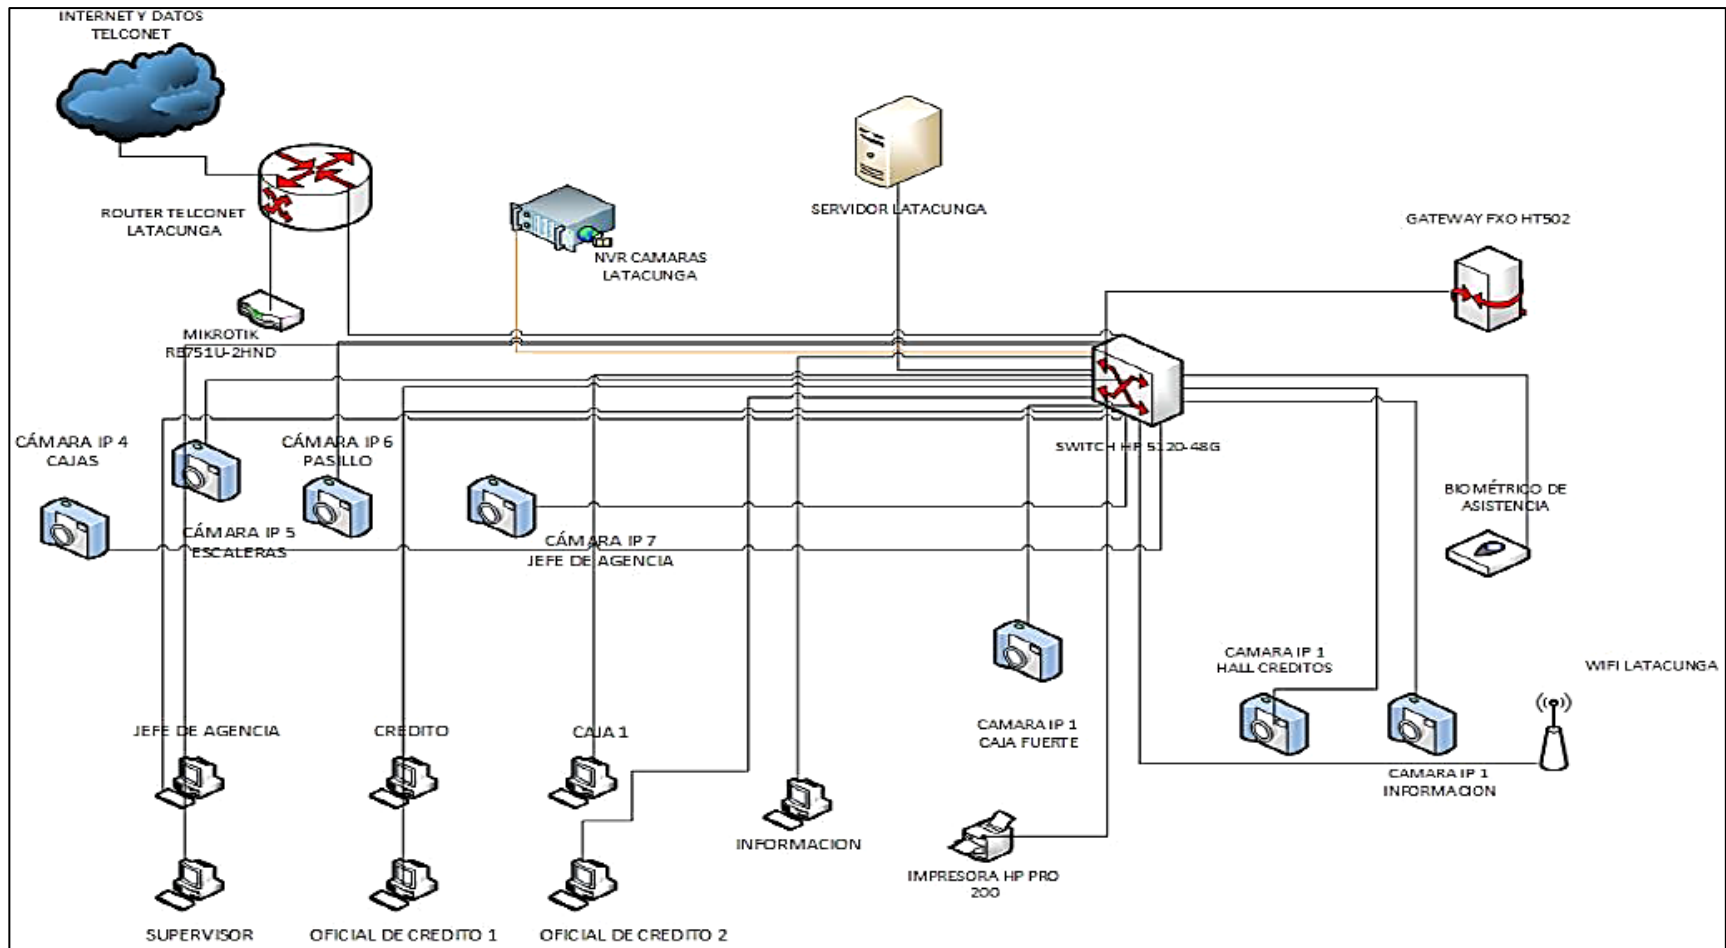 INTERNET Y DATOS
TELCONET
ROUTER TELCONET
LATACUNGA
NVR CAMARAS
LATACUNGA
SERVIDOR LATACUNGA
GATEWAY FXO HT502
MIKROTIK
RB751U-2HND
SWITCH HP 5120-48G
CÁMARA IP 4
CAJAS
CÁMARA IP 5
ESCALERAS
CÁMARA IP 6
PASILLO
CÁMARA IP 7
JEFE DE AGENCIA
BIOMÉTRICO DE
ASISTENCIA
CAMARA IP 1
CAJA FUERTE
CAMARA IP 1
HALL CREDITOS
CAMARA IP 1
INFORMACION
WIFI LATACUNGA
JEFE DE AGENCIA
CREDITO
CAJA 1
INFORMACION
IMPRESORA HP PRO
200
SUPERVISOR
OFICIAL DE CREDITO 1
OFICIAL DE CREDITO 2